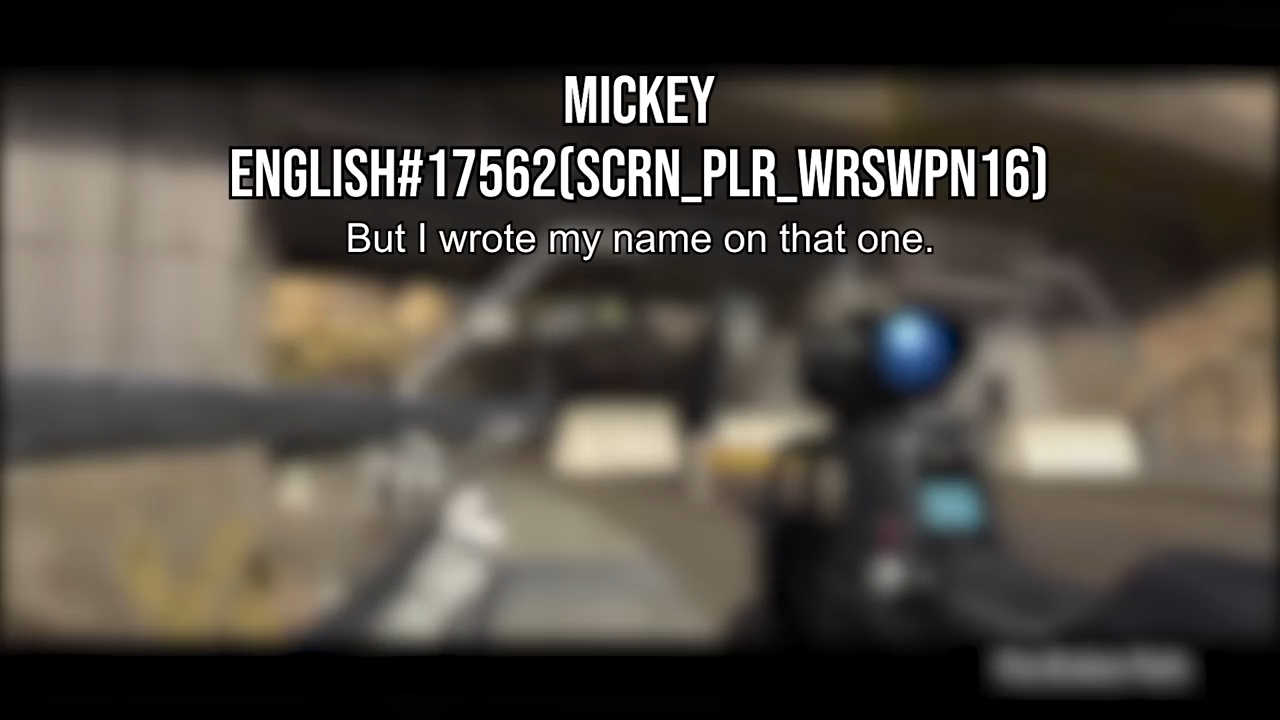 MICKEY
ENGLISH#17562(SCRN_PLR_WRSWPN16)
But I wrote my name on that one.